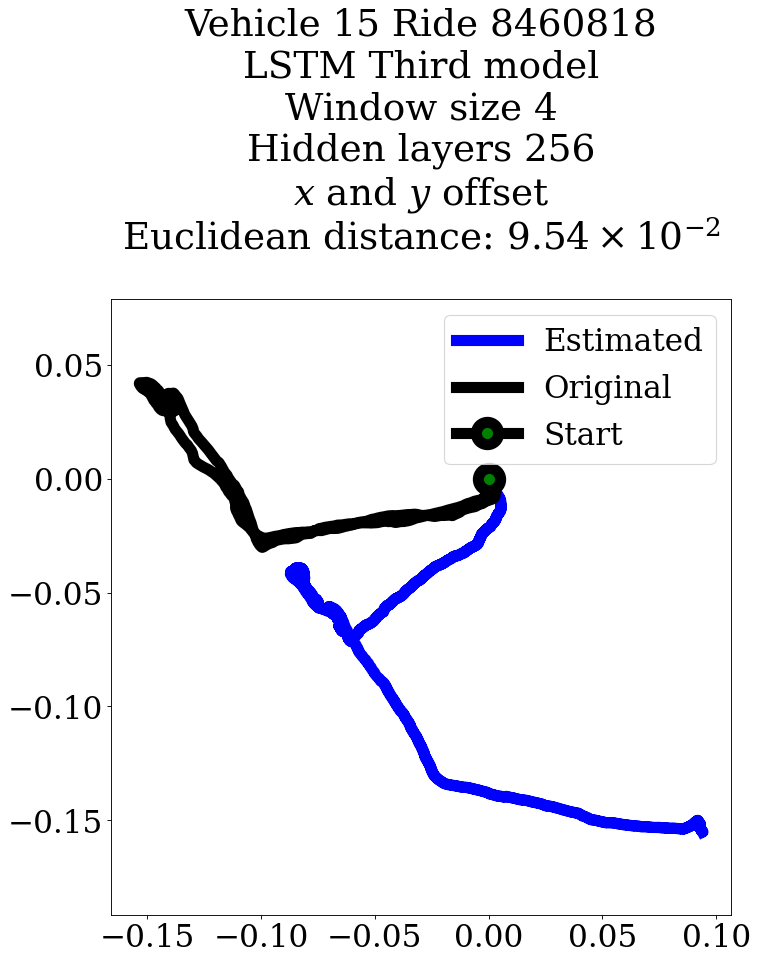 Vehicle 15 Ride 8460818
LSTM Third model
Window size 4
Hidden layers 256
x and y offset
Euclidean distance: 9.54 × 10⁻²
Estimated
Original
Start
0.05
0.00
−0.05
−0.10
−0.15
−0.15 −0.10 −0.05 0.00 0.05 0.10